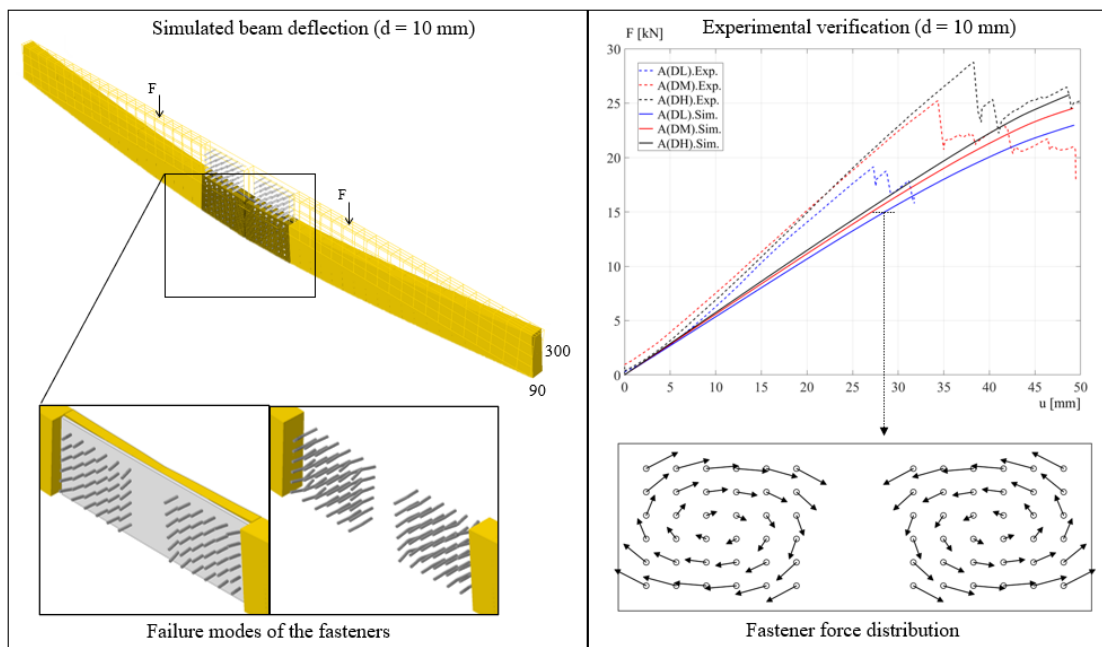 Simulated beam deflection (d = 10 mm)
F
F
300
90
Failure modes of the fasteners
Experimental verification (d = 10 mm)
F [kN]
30
25
20
15
10
5
0
A(DL).Exp.
A(DM).Exp.
A(DH).Exp.
A(DL).Sim.
A(DM).Sim.
A(DH).Sim.
0 5 10 15 20 25 30 35 40 45 50
u [mm]
Fastener force distribution